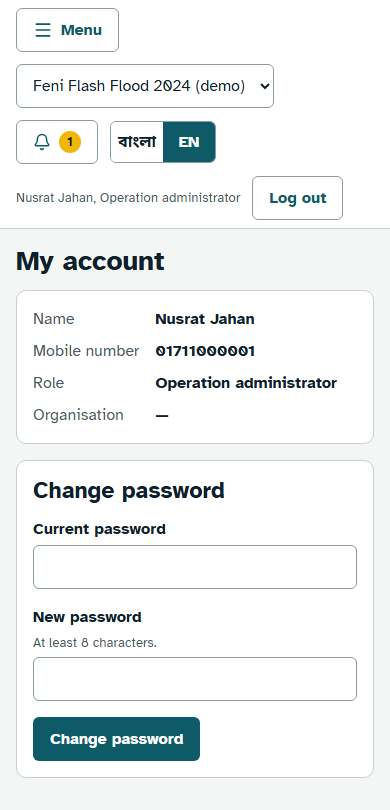 Menu
Feni Flash Flood 2024 (demo)
1
বাংলা EN
Nusrat Jahan, Operation administrator Log out
My account
Name Nusrat Jahan
Mobile number 01711000001
Role Operation administrator
Organisation —
Change password
Current password
New password
At least 8 characters.
Change password